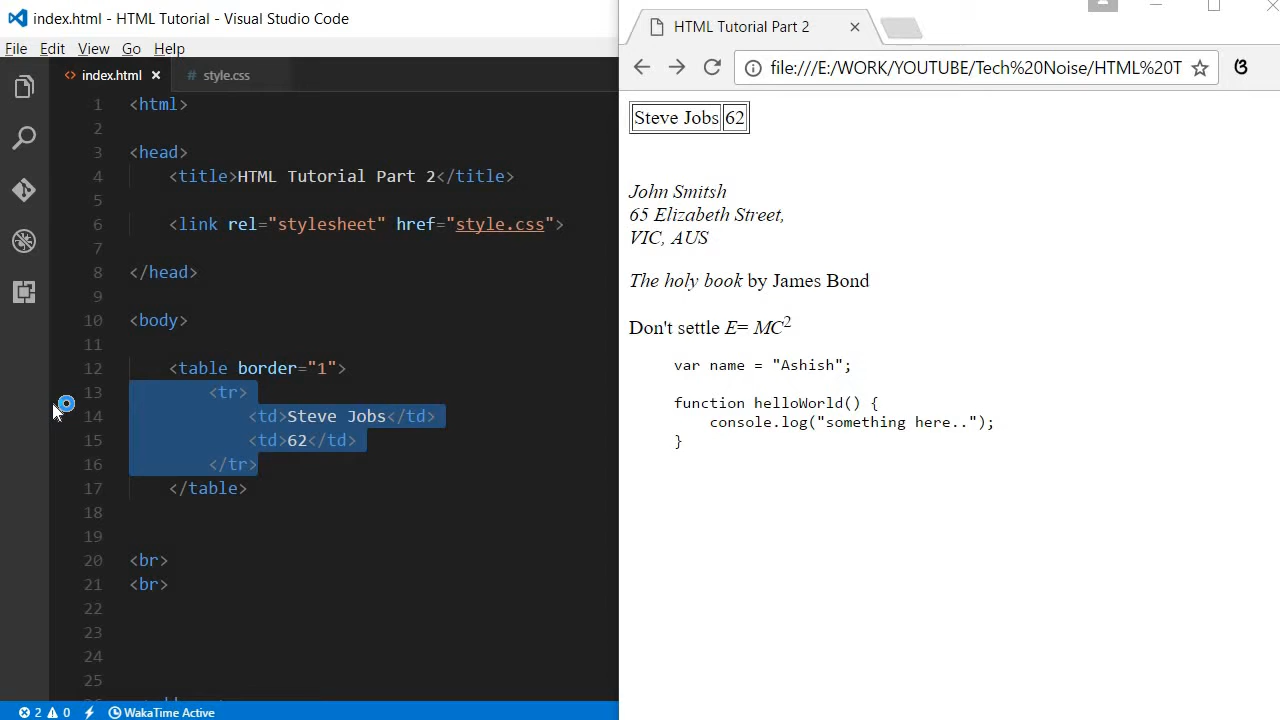 index.html - HTML Tutorial - Visual Studio Code
File Edit View Go Help
index.html
style.css
1 <html>
2
3 <head>
4 <title>HTML Tutorial Part 2</title>
5
6 <link rel="stylesheet" href="style.css">
7
8 </head>
9
10 <body>
11
12 <table border="1">
13 <tr>
14 <td>Steve Jobs</td>
15 <td>62</td>
16 </tr>
17 </table>
18
19
20 <br>
21 <br>
22
23
24
25
2 0 WakaTime Active
HTML Tutorial Part 2
file:///E:/WORK/YOUTUBE/Tech%20Noise/HTML%20T
Steve Jobs 62
John Smitsh
65 Elizabeth Street,
VIC, AUS
The holy book by James Bond
Don't settle E= MC2
var name = "Ashish";
function helloWorld() {
console.log("something here..");
}